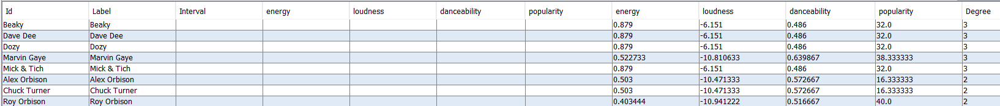 Id Label Interval energy loudness danceability popularity energy loudness danceability popularity Degree
Beaky Beaky 0.879 -6.151 0.486 32.0 3
Dave Dee Dave Dee 0.879 -6.151 0.486 32.0 3
Dozy Dozy 0.879 -6.151 0.486 32.0 3
Marvin Gaye Marvin Gaye 0.522733 -10.810633 0.639867 38.333333 3
Mick & Tich Mick & Tich 0.879 -6.151 0.486 32.0 3
Alex Orbison Alex Orbison 0.503 -10.471333 0.572667 16.333333 2
Chuck Turner Chuck Turner 0.503 -10.471333 0.572667 16.333333 2
Roy Orbison Roy Orbison 0.403444 -10.941222 0.516667 40.0 2